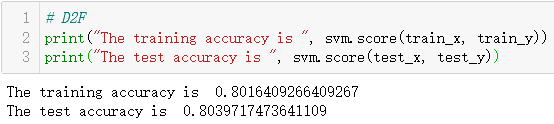 1 # D2F
2 print("The training accuracy is ", svm.score(train_x, train_y))
3 print("The test accuracy is ", svm.score(test_x, test_y))
The training accuracy is  0.8016409266409267
The test accuracy is  0.8039717473641109